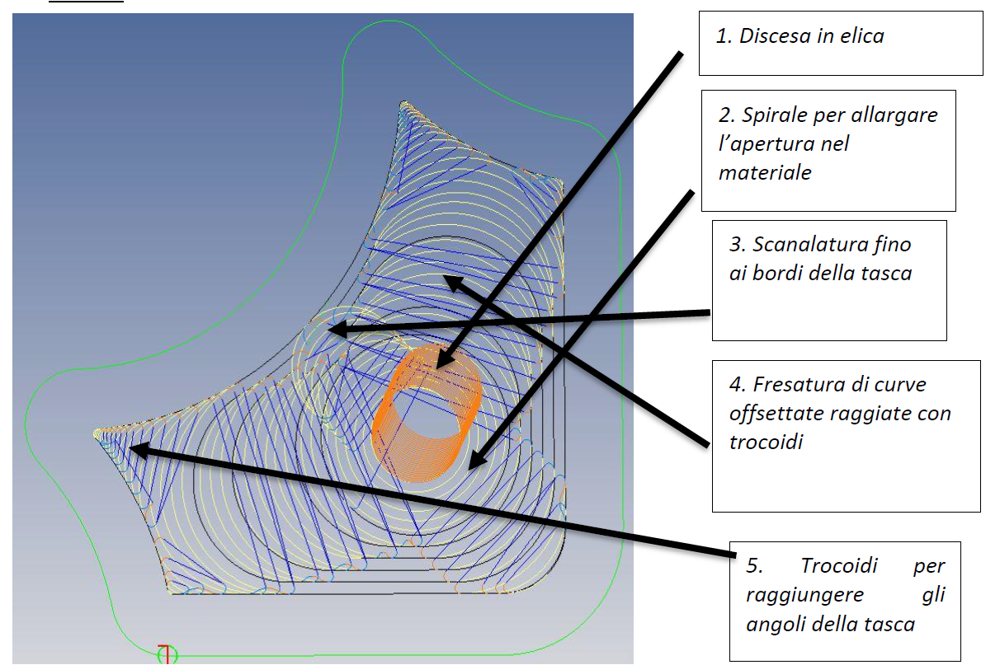 1. Discesa in elica
2. Spirale per allargare
l’apertura nel
materiale
3. Scanalatura fino
ai bordi della tasca
4. Fresatura di curve
offsettate raggiate con
trocoidi
5. Trocoidi per
raggiungere gli
angoli della tasca